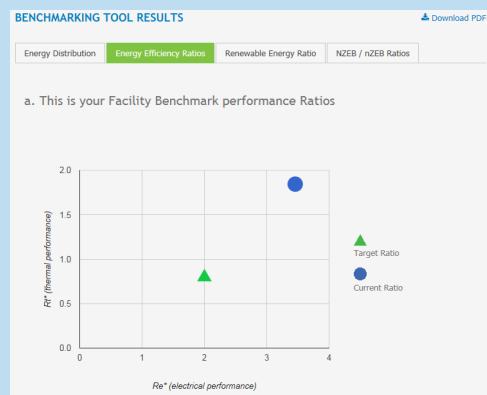 BENCHMARKING TOOL RESULTS
Download PDF
Energy Distribution
Energy Efficiency Ratios
Renewable Energy Ratio
NZEB / nZEB Ratios
a. This is your Facility Benchmark performance Ratios
2.0
1.5
1.0
0.5
0.0
0 1 2 3 4
Rt* (thermal performance)
Re* (electrical performance)
Target Ratio
Current Ratio